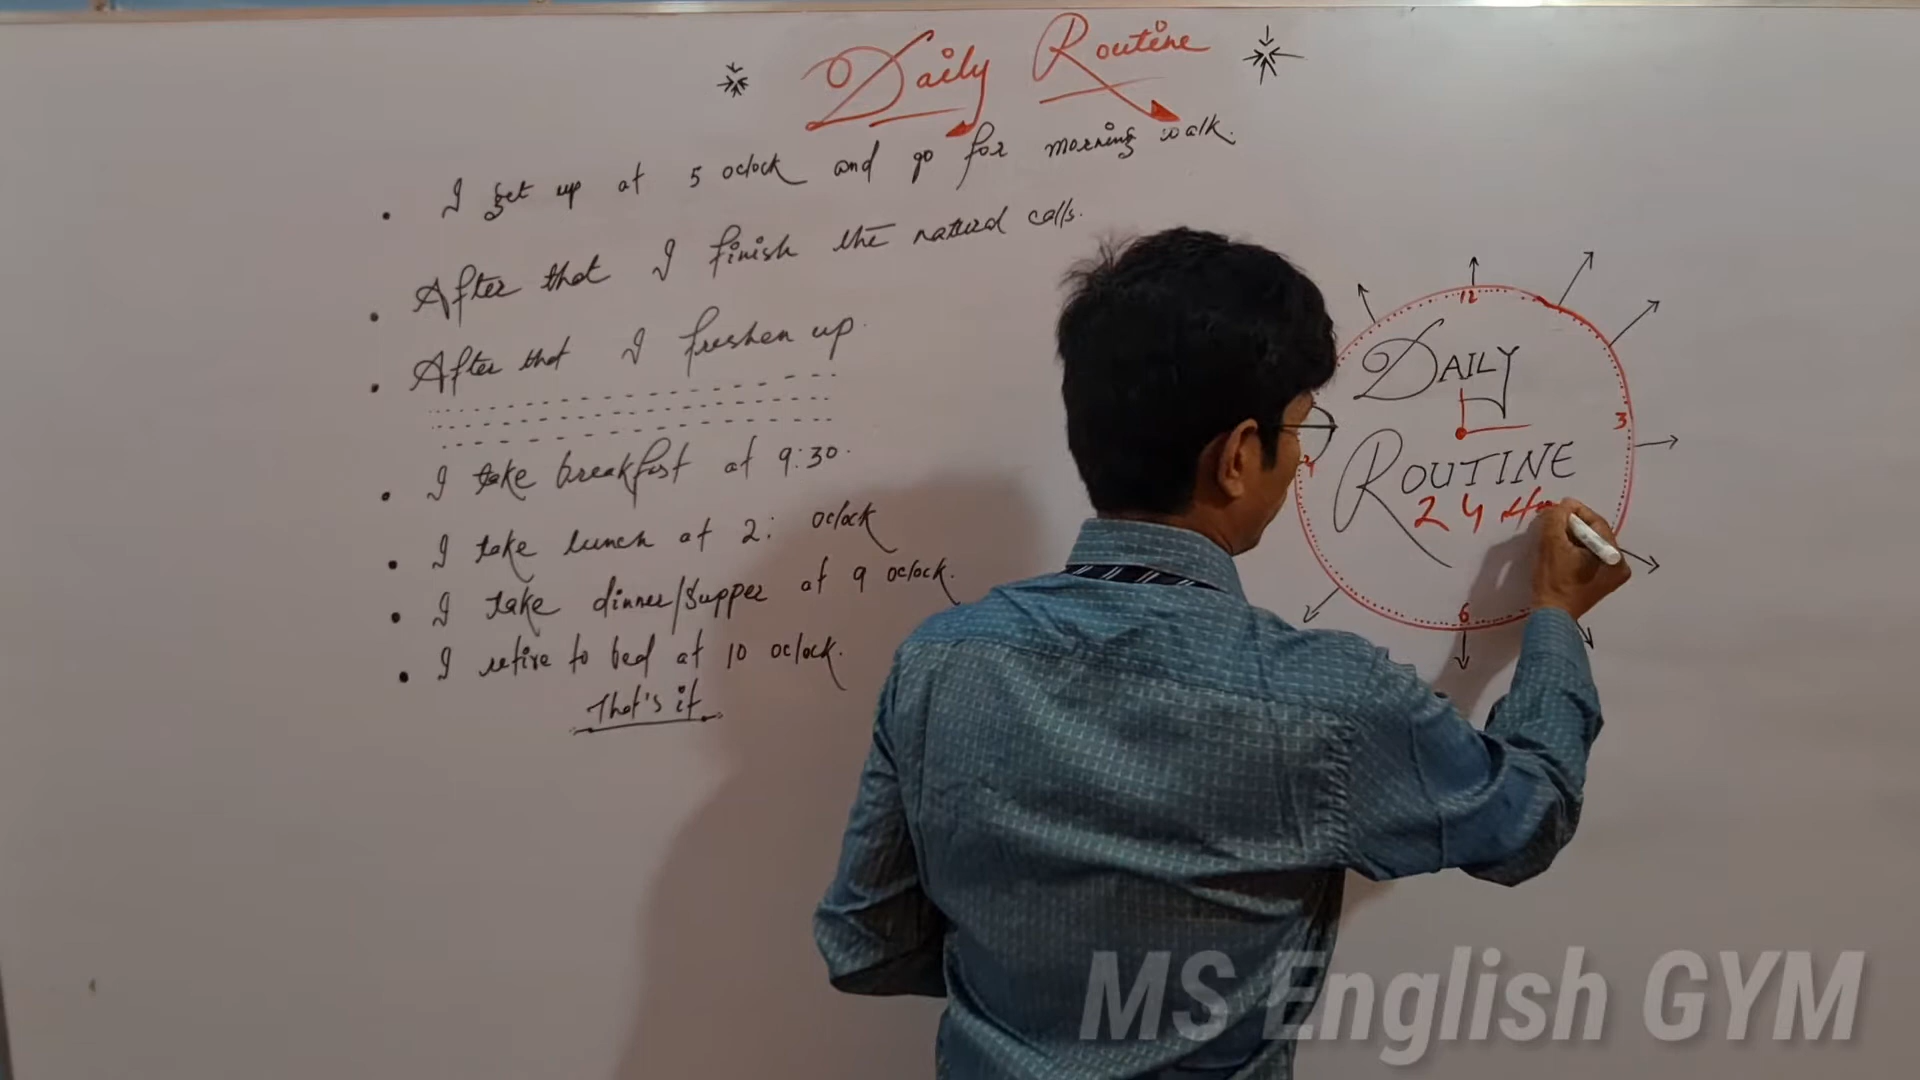 Daily Routine
• I get up at 5 oclock and go for morning walk.
• After that I finish the natural calls.
• After that I freshen up.
• I take breakfast at 9:30.
• I take lunch at 2: oclock
• I take dinner/supper at 9 oclock.
• I retire to bed at 10 oclock.
That's it
12
DAILY
3
ROUTINE
24
6
MS English GYM